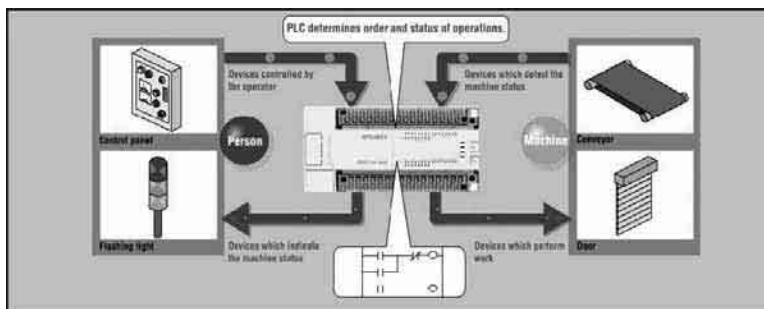 PLC determines order and status of operations.
Devices controlled by
the operator
Devices which detect the
machine status
Control panel
Person
Machine
Conveyor
Flashing light
Devices which indicate
the machine status
Devices which perform
work
Door